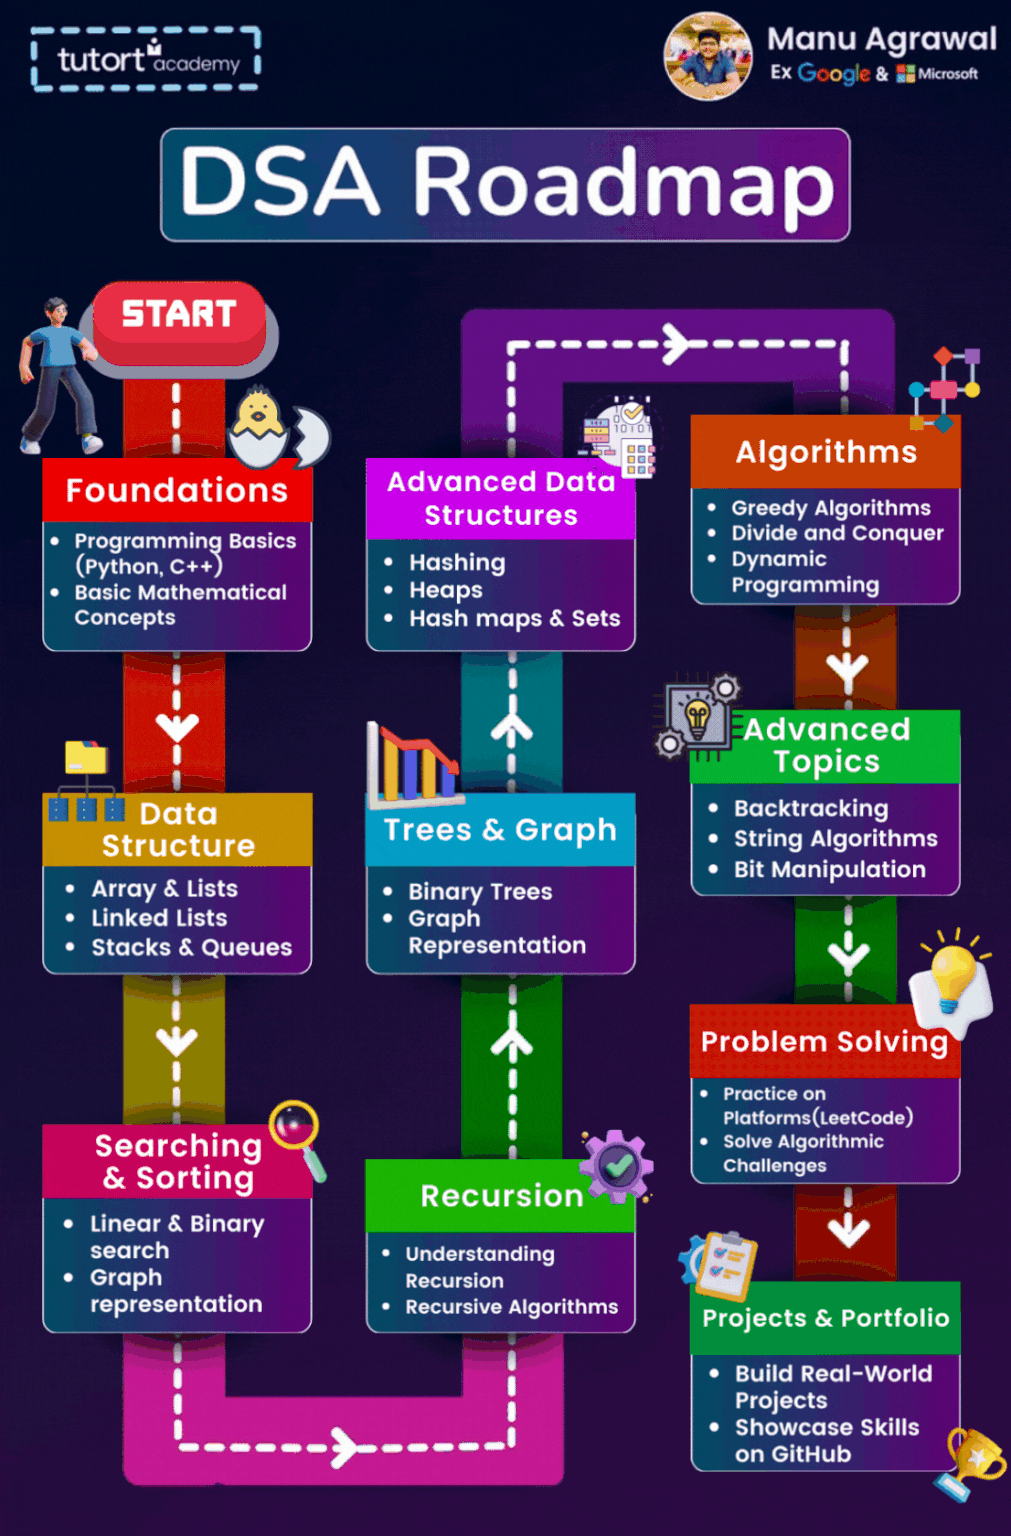 tutort academy
Manu Agrawal
Ex Google & Microsoft
DSA Roadmap
START
Foundations
• Programming Basics
(Python, C++)
• Basic Mathematical
Concepts
Data
Structure
• Array & Lists
• Linked Lists
• Stacks & Queues
Searching
& Sorting
• Linear & Binary
search
• Graph
representation
Recursion
• Understanding
Recursion
• Recursive Algorithms
Trees & Graph
• Binary Trees
• Graph
Representation
Advanced Data
Structures
• Hashing
• Heaps
• Hash maps & Sets
Algorithms
• Greedy Algorithms
• Divide and Conquer
• Dynamic
Programming
Advanced
Topics
• Backtracking
• String Algorithms
• Bit Manipulation
Problem Solving
• Practice on
Platforms(LeetCode)
• Solve Algorithmic
Challenges
Projects & Portfolio
• Build Real-World
Projects
• Showcase Skills
on GitHub